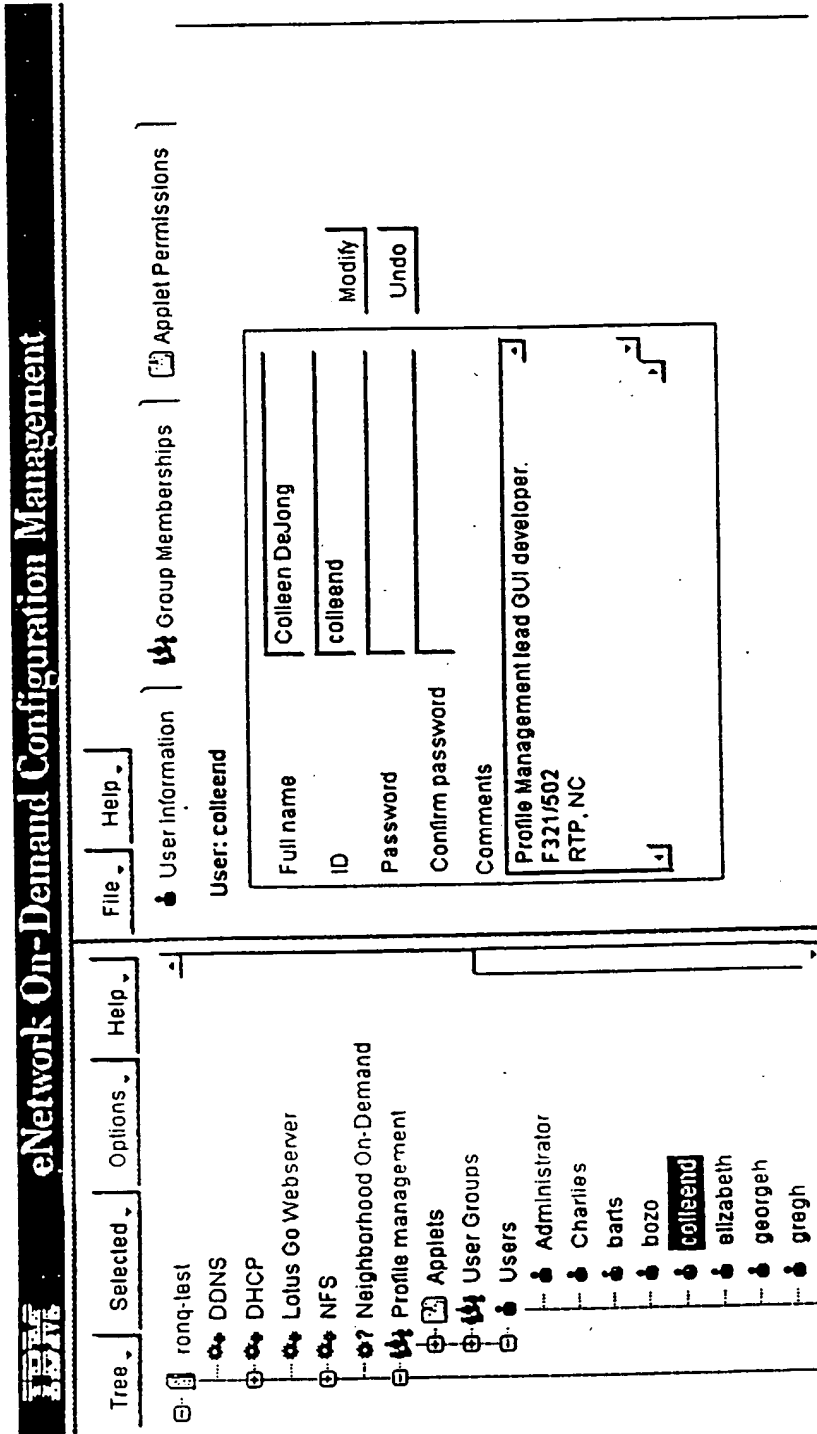 IBM eNetwork On-Demand Configuration Management
Tree Selected Options Help
ronq-test
DDNS
DHCP
Lotus Go Webserver
NFS
? Neighborhood On-Demand
Profile management
Applets
User Groups
Users
Administrator
Charlies
barts
bozo
colleend
elizabeth
georgeh
gregh
File Help
User Information Group Memberships Applet Permissions
User: colleend
Full name Colleen DeJong
ID colleend
Password
Confirm password
Modify
Undo
Comments
Profile Management lead GUI developer.
F321/502
RTP, NC